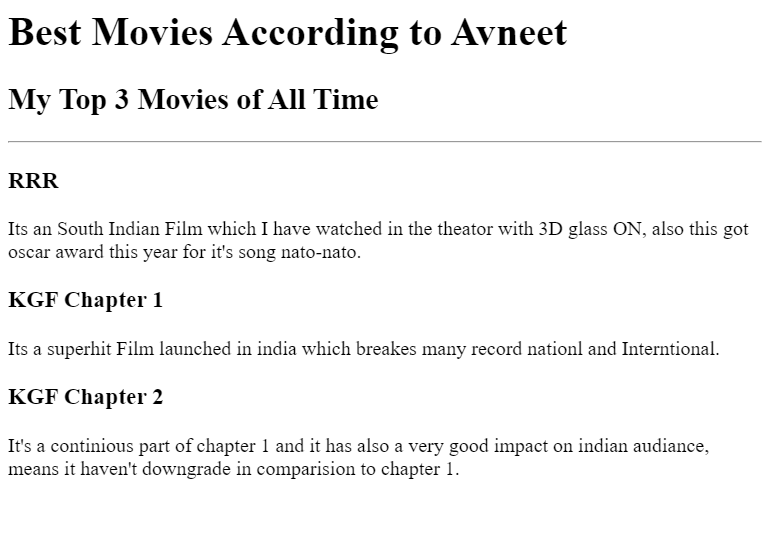 Best Movies According to Avneet
My Top 3 Movies of All Time
RRR
Its an South Indian Film which I have watched in the theator with 3D glass ON, also this got
oscar award this year for it's song nato-nato.
KGF Chapter 1
Its a superhit Film launched in india which breakes many record nationl and Interntional.
KGF Chapter 2
It's a continious part of chapter 1 and it has also a very good impact on indian audiance,
means it haven't downgrade in comparision to chapter 1.